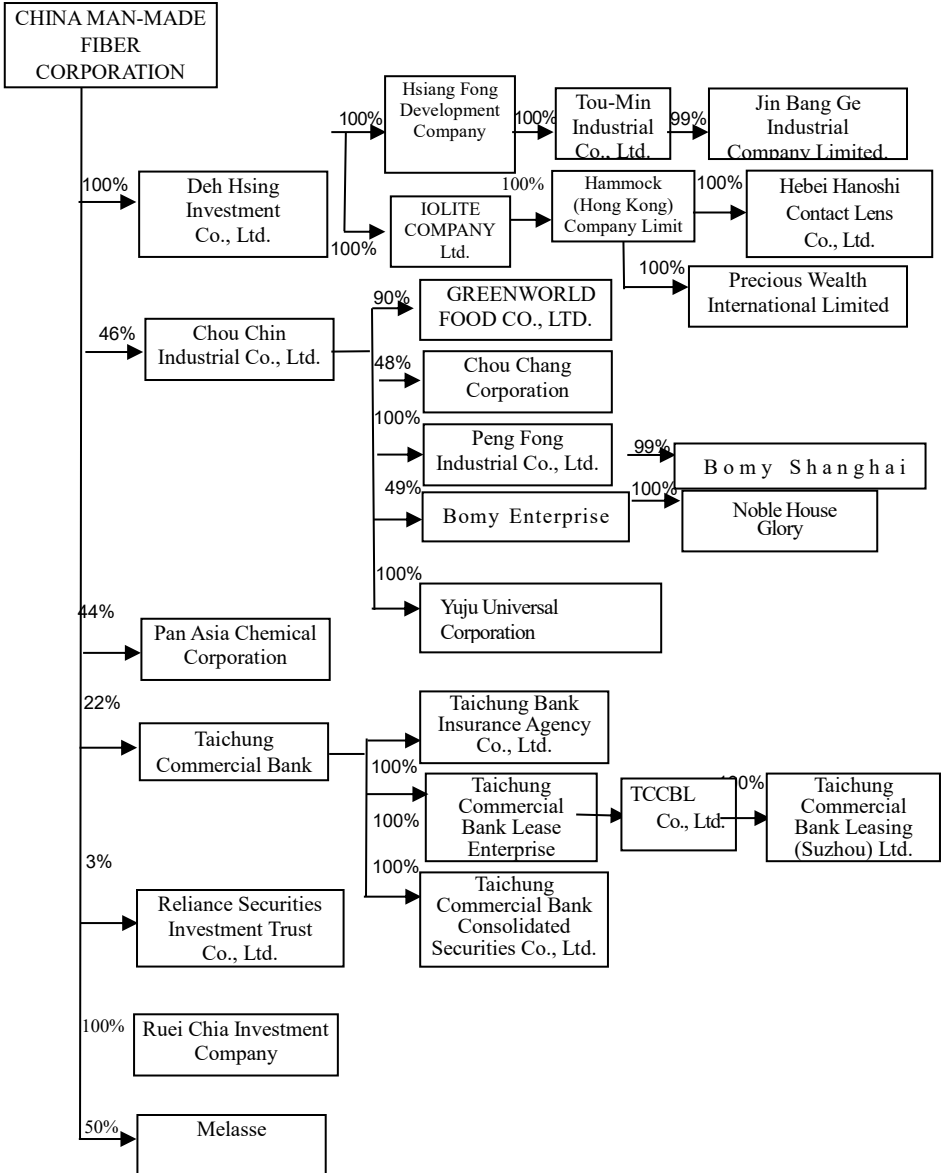 CHINA MAN-MADE
FIBER
CORPORATION
100%
Deh Hsing
Investment
Co., Ltd.
100%
Hsiang Fong
Development
Company
100%
Tou-Min
Industrial
Co., Ltd.
99%
Jin Bang Ge
Industrial
Company Limited.
100%
IOLITE
COMPANY
Ltd.
100%
Hammock
(Hong Kong)
Company Limit
100%
Hebei Hanoshi
Contact Lens
Co., Ltd.
100%
Precious Wealth
International Limited
46%
Chou Chin
Industrial Co., Ltd.
90%
GREENWORLD
FOOD CO., LTD.
48%
Chou Chang
Corporation
100%
Peng Fong
Industrial Co., Ltd.
99%
Bomy Shanghai
49%
Bomy Enterprise
100%
Noble House
Glory
100%
Yuju Universal
Corporation
44%
Pan Asia Chemical
Corporation
22%
Taichung
Commercial Bank
Taichung Bank
Insurance Agency
Co., Ltd.
100%
Taichung
Commercial
Bank Lease
Enterprise
100%
TCCBL
Co., Ltd.
100%
Taichung
Commercial
Bank Leasing
(Suzhou) Ltd.
100%
Taichung
Commercial Bank
Consolidated
Securities Co., Ltd.
3%
Reliance Securities
Investment Trust
Co., Ltd.
100%
Ruei Chia Investment
Company
50%
Melasse